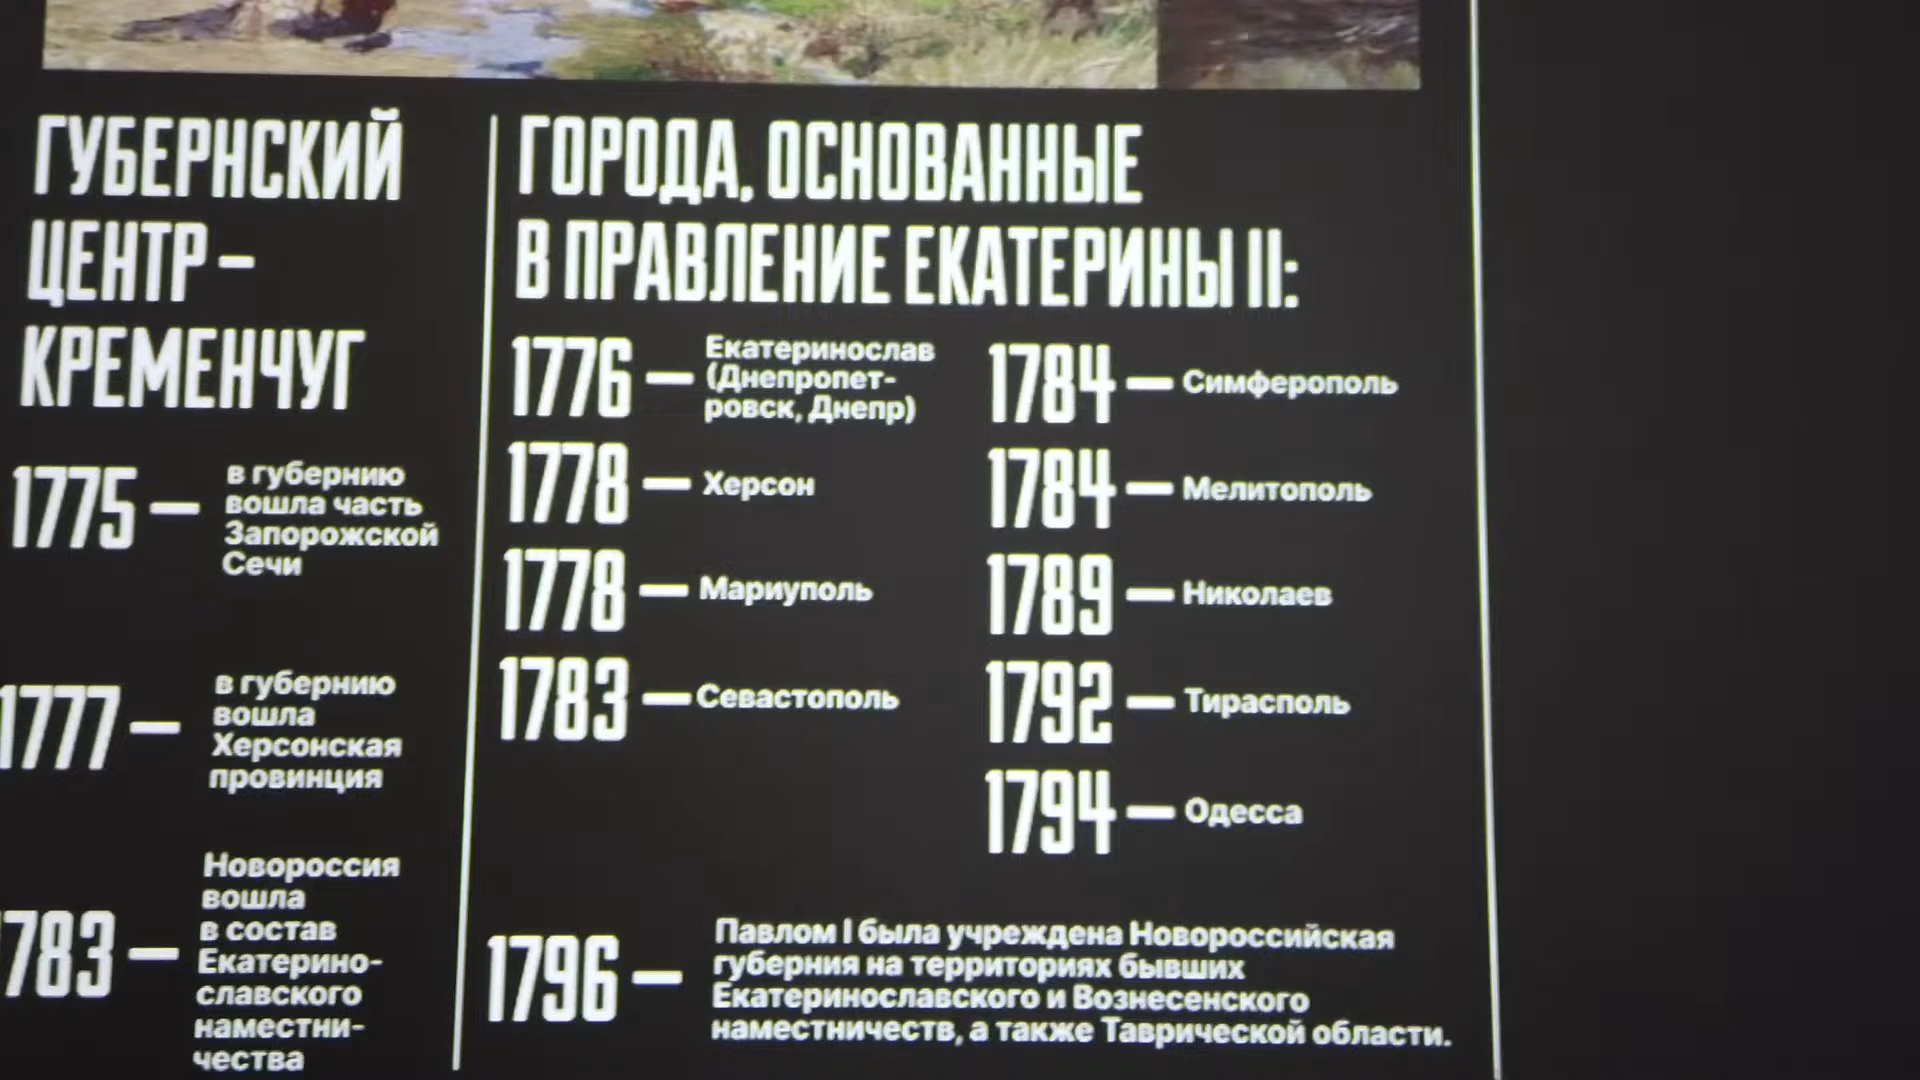 ГУБЕРНСКИЙ
ЦЕНТР –
КРЕМЕНЧУГ
1775 — в губернию
вошла часть
Запорожской
Сечи
1777 — в губернию
вошла
Херсонская
провинция
1783 — Новороссия
вошла
в состав
Екатерино-
славского
наместни-
чества
ГОРОДА, ОСНОВАННЫЕ
В ПРАВЛЕНИЕ ЕКАТЕРИНЫ II:
1776 — Екатеринослав
(Днепропет-
ровск, Днепр)
1778 — Херсон
1778 — Мариуполь
1783 — Севастополь
1784 — Симферополь
1784 — Мелитополь
1789 — Николаев
1792 — Тирасполь
1794 — Одесса
1796 — Павлом I была учреждена Новороссийская
губерния на территориях бывших
Екатеринославского и Вознесенского
наместничеств, а также Таврической области.